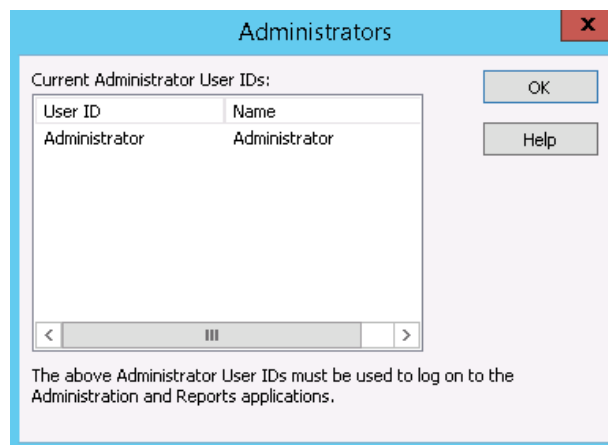 Administrators
x
Current Administrator User IDs:
OK
User ID Name
Administrator Administrator
Help
The above Administrator User IDs must be used to log on to the
Administration and Reports applications.